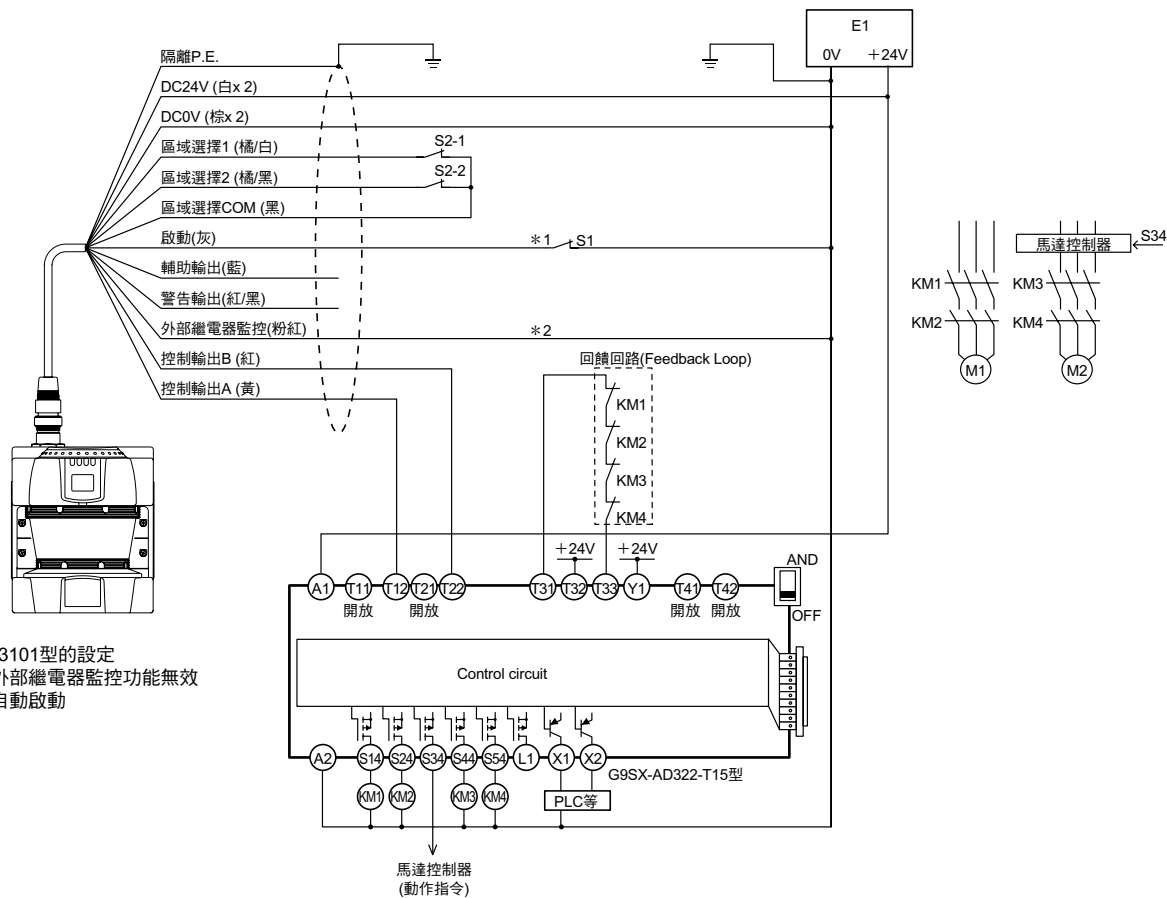 E1
0V
＋24V
隔離P.E.
DC24V (白x 2)
DC0V (棕x 2)
區域選擇1 (橘/白)
S2-1
區域選擇2 (橘/黑)
S2-2
區域選擇COM (黑)
啟動(灰)
＊1
S1
輔助輸出(藍)
警告輸出(紅/黑)
外部繼電器監控(粉紅)
＊2
控制輸出B (紅)
控制輸出A (黃)
回饋回路(Feedback Loop)
KM1
KM2
KM3
KM4
馬達控制器
S34
KM1
KM3
KM2
KM4
M1
M2
＋24V
＋24V
AND
A1
T11
T12
T21
T22
T31
T32
T33
Y1
T41
T42
開放
開放
開放
開放
OFF
3101型的設定
外部繼電器監控功能無效
自動啟動
Control circuit
A2
S14
S24
S34
S44
S54
L1
X1
X2
G9SX-AD322-T15型
KM1
KM2
KM3
KM4
PLC等
馬達控制器
(動作指令)